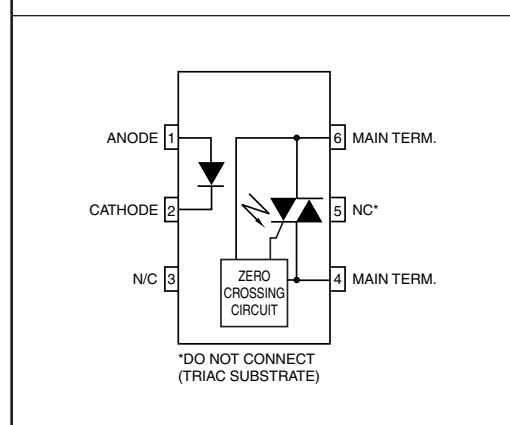 ANODE 1
6 MAIN TERM.
CATHODE 2
5 NC*
N/C 3
4 MAIN TERM.
ZERO
CROSSING
CIRCUIT
*DO NOT CONNECT
(TRIAC SUBSTRATE)